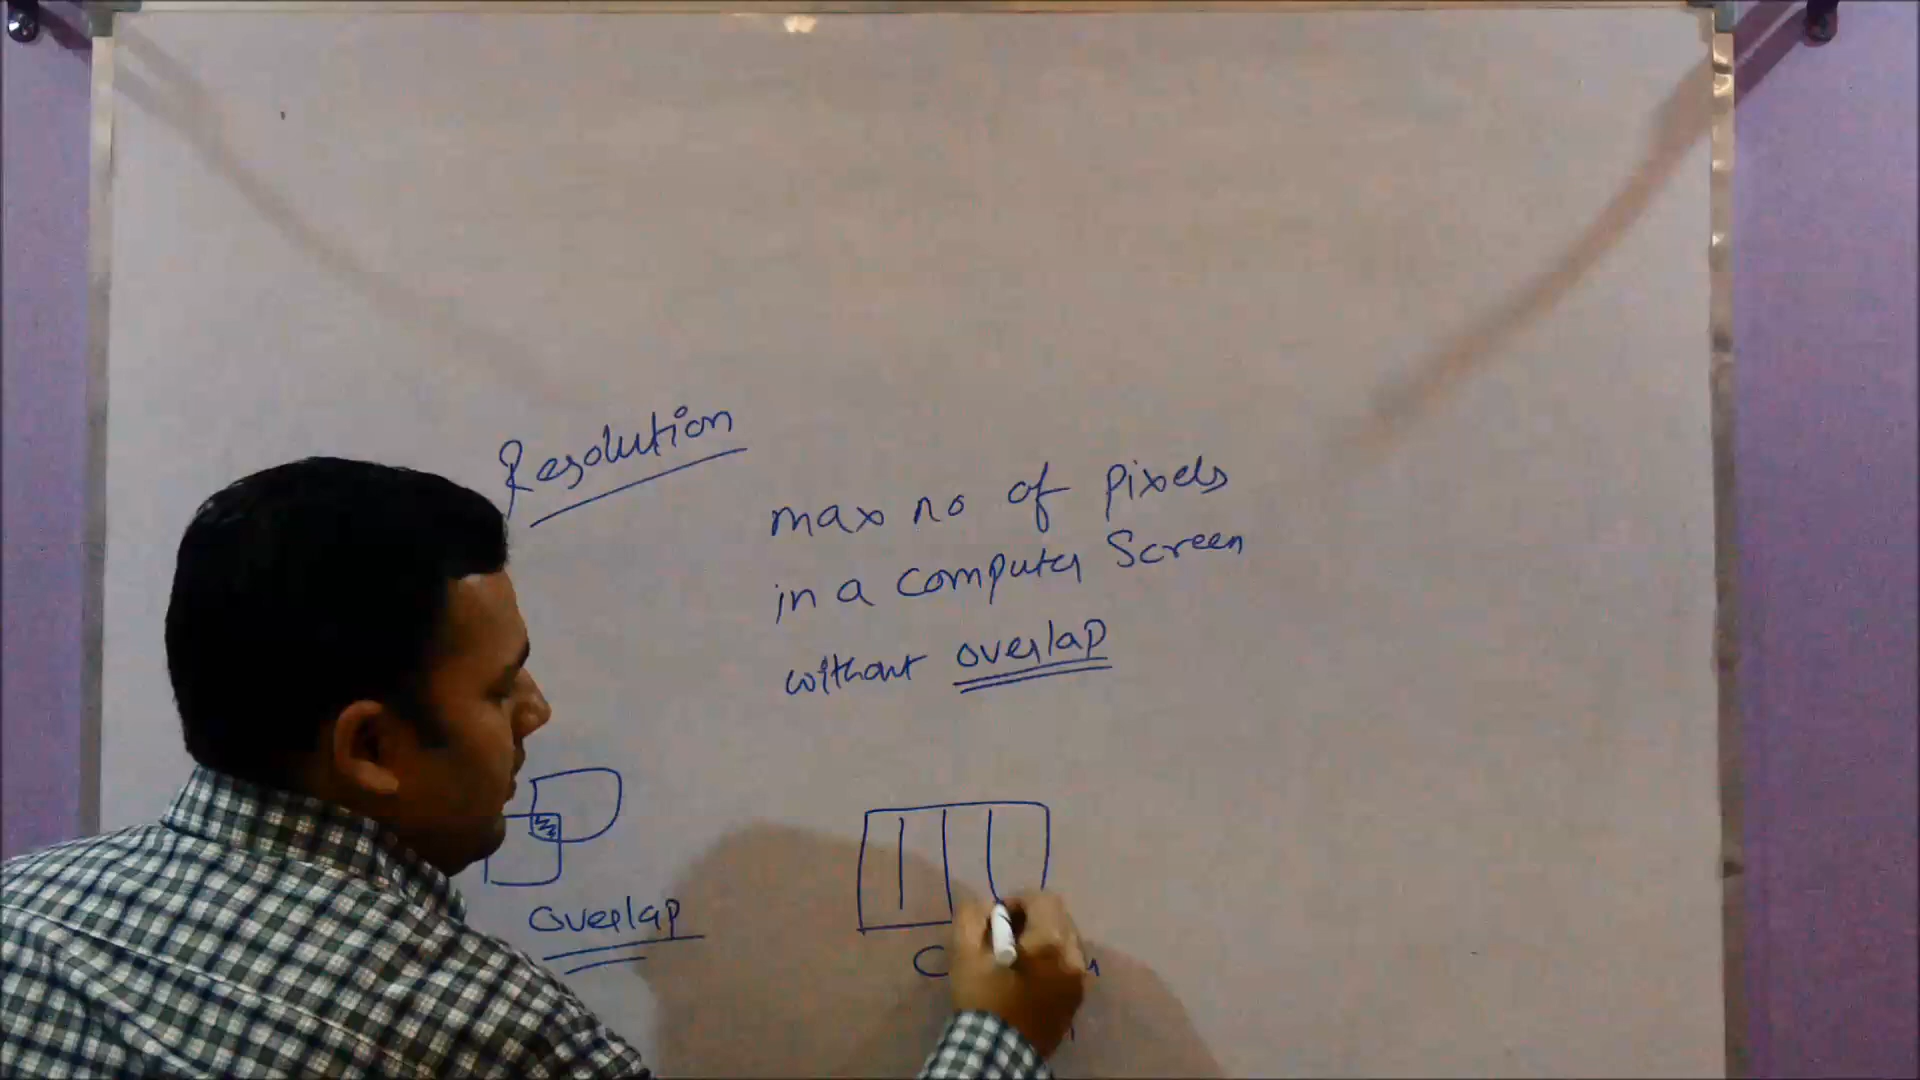 Resolution
max no of pixels
in a computer Screen
without overlap
overlap